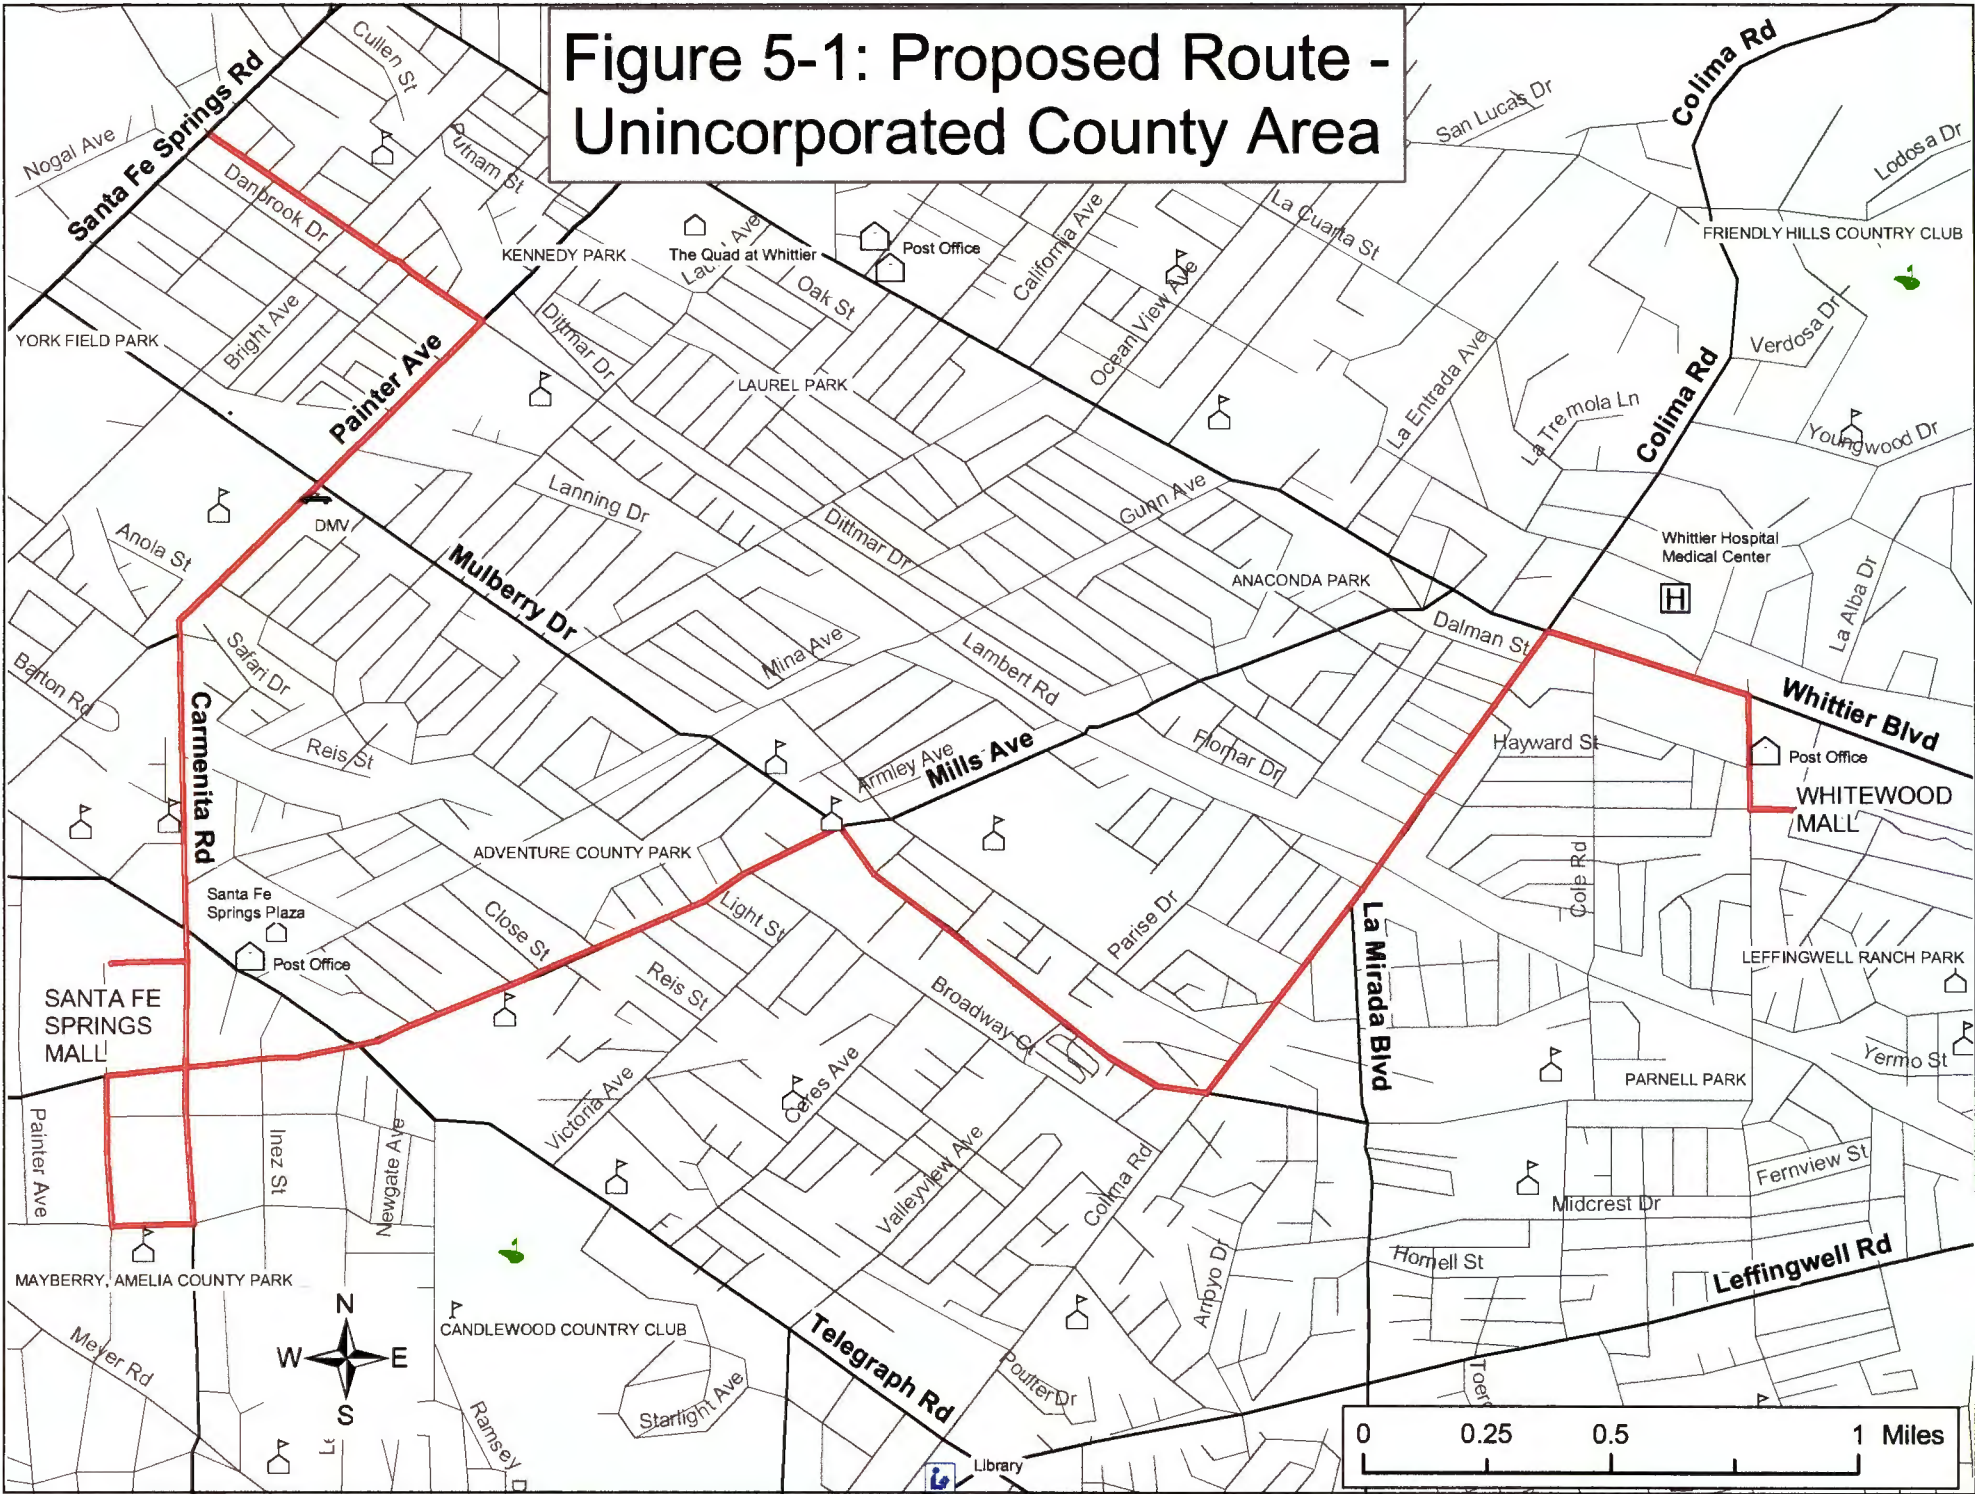 Figure 5-1: Proposed Route -
Unincorporated County Area
Cullen St
Santa Fe Springs Rd
Nogal Ave
Putnam St
Danbrook Dr
KENNEDY PARK
The Quad at Whittier
Post Office
Oak St
California Ave
Ocean View Ave
La Cuarta St
San Lucas Dr
Colima Rd
Lodosa Dr
FRIENDLY HILLS COUNTRY CLUB
Verdosa Dr
YORK FIELD PARK
Bright Ave
Painter Ave
Dittmar Dr
LAUREL PARK
La Entrada Ave
La Tremola Ln
Colima Rd
Youngwood Dr
Anola St
DMV
Lanning Dr
Mulberry Dr
Dittmar Dr
Gunn Ave
ANACONDA PARK
Whittier Hospital
Medical Center
H
La Alba Dr
Barton Rd
Safari Dr
Mina Ave
Lambert Rd
Dalman St
Whittier Blvd
Carmenita Rd
Reis St
Armley Ave
Mills Ave
Flomar Dr
Hayward St
Post Office
WHITEWOOD
MALL
ADVENTURE COUNTY PARK
Santa Fe
Springs Plaza
Post Office
Close St
Light St
Reis St
Broadway Ct
Parise Dr
La Mirada Blvd
Cole Rd
LEFFINGWELL RANCH PARK
SANTA FE
SPRINGS
MALL
Yermo St
PARNELL PARK
Painter Ave
Inez St
Newgate Ave
Victoria Ave
Ceres Ave
Valleyview Ave
Colima Rd
Arroyo Dr
Fernview St
Midcrest Dr
Hornell St
Leffingwell Rd
MAYBERRY, AMELIA COUNTY PARK
CANDLEWOOD COUNTRY CLUB
Meyer Rd
N
W E
S
Ramsey
Starlight Ave
Telegraph Rd
Poulter Dr
Library
0 0.25 0.5 1 Miles